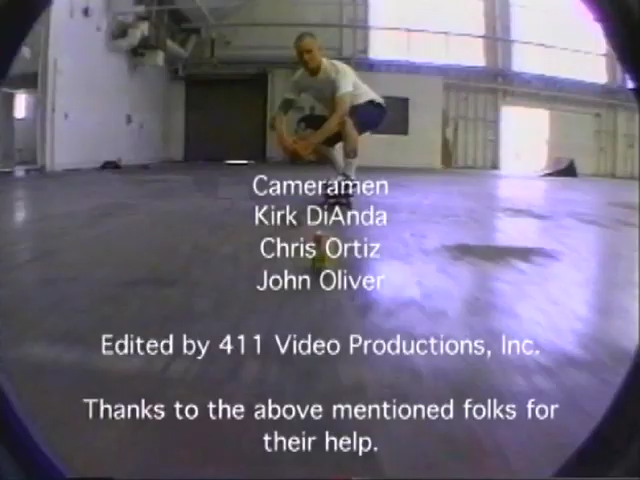 Cameramen
Kirk DiAnda
Chris Ortiz
John Oliver
Edited by 411 Video Productions, Inc.
Thanks to the above mentioned folks for
their help.